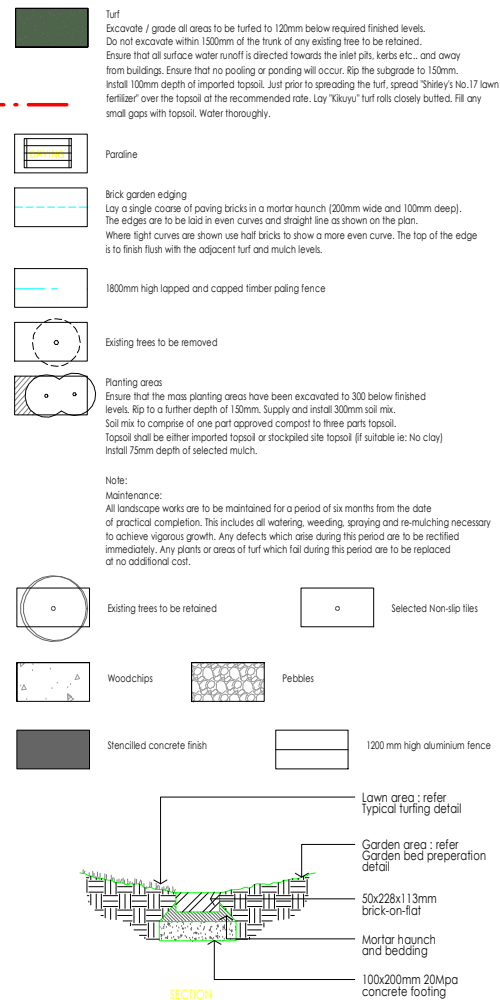 Turf
Excavate / grade all areas to be turfed to 120mm below required finished levels.
Do not excavate within 1500mm of the trunk of any existing tree to be retained.
Ensure that all surface water runoff is directed towards the inlet pits, kerbs etc.. and away
from buildings. Ensure that no pooling or ponding will occur. Rip the subgrade to 150mm.
Install 100mm depth of imported topsoil. Just prior to spreading the turf, spread "Shirley's No.17 lawn
fertilizer" over the topsoil at the recommended rate. Lay "Kikuyu" turf rolls closely butted. Fill any
small gaps with topsoil. Water thoroughly.
Paraline
Brick garden edging
Lay a single coarse of paving bricks in a mortar haunch (200mm wide and 100mm deep).
The edges are to be laid in even curves and straight line as shown on the plan.
Where tight curves are shown use half bricks to show a more even curve. The top of the edge
is to finish flush with the adjacent turf and mulch levels.
1800mm high lapped and capped timber paling fence
Existing trees to be removed
Planting areas
Ensure that the mass planting areas have been excavated to 300 below finished
levels. Rip to a further depth of 150mm. Supply and install 300mm soil mix.
Soil mix to comprise of one part approved compost to three parts topsoil.
Topsoil shall be either imported topsoil or stockpiled site topsoil (if suitable ie: No clay)
Install 75mm depth of selected mulch.
Note:
Maintenance:
All landscape works are to be maintained for a period of six months from the date
of practical completion. This includes all watering, weeding, spraying and re-mulching necessary
to achieve vigorous growth. Any defects which arise during this period are to be rectified
immediately. Any plants or areas of turf which fail during this period are to be replaced
at no additional cost.
Existing trees to be retained
Selected Non-slip tiles
Woodchips
Pebbles
Stencilled concrete finish
1200 mm high aluminium fence
Lawn area : refer
Typical turfing detail
Garden area : refer
Garden bed preperation
detail
50x228x113mm
brick-on-flat
Mortar haunch
and bedding
100x200mm 20Mpa
concrete footing
SECTION